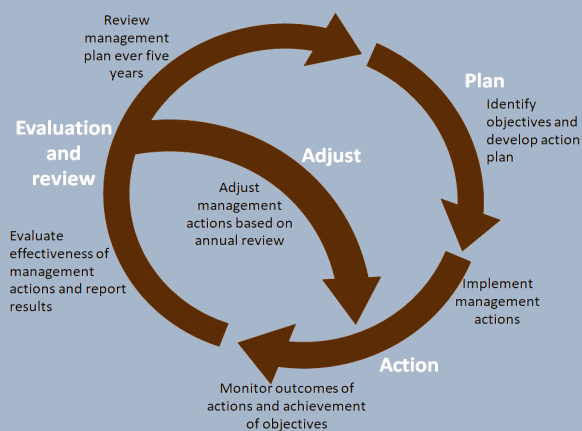 Review
management
plan ever five
years
Plan
Identify
objectives and
develop action
plan
Evaluation
and
review
Adjust
Adjust
management
actions based on
annual review
Evaluate
effectiveness of
management
actions and report
results
Implement
management
actions
Action
Monitor outcomes of
actions and achievement
of objectives